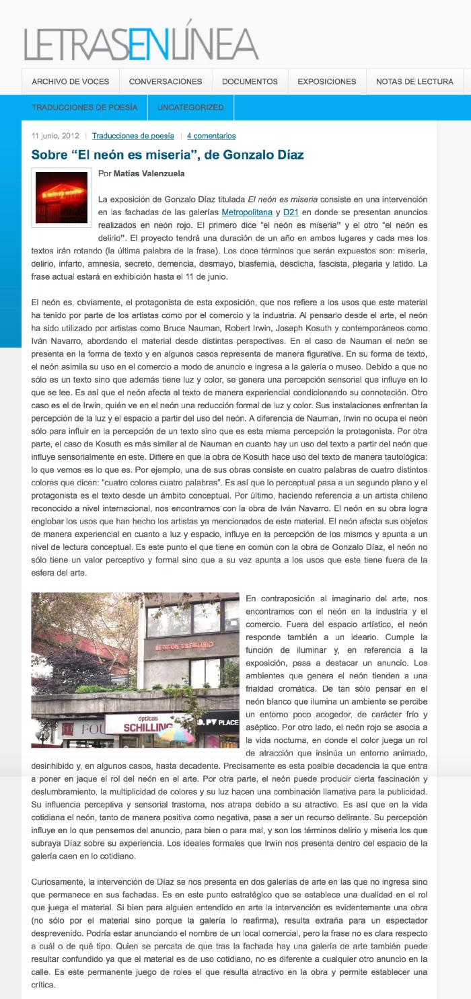 LETRASENLÍNEA
ARCHIVO DE VOCES
CONVERSACIONES
DOCUMENTOS
EXPOSICIONES
NOTAS DE LECTURA
TRADUCCIONES DE POESÍA
UNCATEGORIZED
11 junio, 2012 | Traducciones de poesía | 4 comentarios
Sobre “El neón es miseria”, de Gonzalo Díaz
Por Matías Valenzuela
La exposición de Gonzalo Díaz titulada El neón es miseria consiste en una intervención
en las fachadas de las galerías Metropolitana y D21 en donde se presentan anuncios
realizados en neón rojo. El primero dice “el neón es miseria” y el otro “el neón es
delirio”. El proyecto tendrá una duración de un año en ambos lugares y cada mes los
textos irán rotando (la última palabra de la frase). Los doce términos que serán expuestos son: miseria,
delirio, infarto, amnesia, secreto, demencia, desmayo, blasfemia, desdicha, fascista, plegaria y latido. La
frase actual estará en exhibición hasta el 11 de junio.
El neón es, obviamente, el protagonista de esta exposición, que nos refiere a los usos que este material
ha tenido por parte de los artistas como por el comercio y la industria. Al pensarlo desde el arte, el neón
ha sido utilizado por artistas como Bruce Nauman, Robert Irwin, Joseph Kosuth y contemporáneos como
Iván Navarro, abordando el material desde distintas perspectivas. En el caso de Nauman el neón se
presenta en la forma de texto y en algunos casos representa de manera figurativa. En su forma de texto,
el neón asimila su uso en el comercio a modo de anuncio e ingresa a la galería o museo. Debido a que no
sólo es un texto sino que además tiene luz y color, se genera una percepción sensorial que influye en lo
que se lee. Es así que el neón afecta al texto de manera experiencial condicionando su connotación. Otro
caso es el de Irwin, quién ve en el neón una reducción formal de luz y color. Sus instalaciones enfrentan la
percepción de la luz y el espacio a partir del uso del neón. A diferencia de Nauman, Irwin no ocupa el neón
sólo para influir en la percepción de un texto sino que es esta misma percepción la protagonista. Por otra
parte, el caso de Kosuth es más similar al de Nauman en cuanto hay un uso del texto a partir del neón que
influye sensorialmente en este. Difiere en que la obra de Kosuth hace uso del texto de manera tautológica:
lo que vemos es lo que es. Por ejemplo, una de sus obras consiste en cuatro palabras de cuatro distintos
colores que dicen: “cuatro colores cuatro palabras”. Es así que lo perceptual pasa a un segundo plano y el
protagonista es el texto desde un ámbito conceptual. Por último, haciendo referencia a un artista chileno
reconocido a nivel internacional, nos encontramos con la obra de Iván Navarro. El neón en su obra logra
englobar los usos que han hecho los artistas ya mencionados de este material. El neón afecta sus objetos
de manera experiencial en cuanto a luz y espacio, influye en la percepción de los mismos y apunta a un
nivel de lectura conceptual. Es este punto el que tiene en común con la obra de Gonzalo Díaz, el neón no
sólo tiene un valor perceptivo y formal sino que a su vez apunta a los usos que este tiene fuera de la
esfera del arte.
EL NEÓN ES DELIRIO
FOU
ópticas
SCHILLING
PLACE
En contraposición al imaginario del arte, nos
encontramos con el neón en la industria y el
comercio. Fuera del espacio artístico, el neón
responde también a un ideario. Cumple la
función de iluminar y, en referencia a la
exposición, pasa a destacar un anuncio. Los
ambientes que genera el neón tienden a una
frialdad cromática. De tan sólo pensar en el
neón blanco que ilumina un ambiente se percibe
un entorno poco acogedor, de carácter frío y
aséptico. Por otro lado, el neón rojo se asocia a
la vida nocturna, en donde el color juega un rol
de atracción que insinúa un entorno animado,
desinhibido y, en algunos casos, hasta decadente. Precisamente es esta posible decadencia la que entra
a poner en jaque el rol del neón en el arte. Por otra parte, el neón puede producir cierta fascinación y
deslumbramiento, la multiplicidad de colores y su luz hacen una combinación llamativa para la publicidad.
Su influencia perceptiva y sensorial trastorna, nos atrapa debido a su atractivo. Es así que en la vida
cotidiana el neón, tanto de manera positiva como negativa, pasa a ser un recurso delirante. Su percepción
influye en lo que pensemos del anuncio, para bien o para mal, y son los términos delirio y miseria los que
subraya Díaz sobre su experiencia. Los ideales formales que Irwin nos presenta dentro del espacio de la
galería caen en lo cotidiano.
Curiosamente, la intervención de Díaz se nos presenta en dos galerías de arte en las que no ingresa sino
que permanece en sus fachadas. Es en este punto estratégico que se establece una dualidad en el rol
que juega el material. Si bien para alguien entendido en arte la intervención es evidentemente una obra
(no sólo por el material sino porque la galería lo reafirma), resulta extraña para un espectador
desprevenido. Podría estar anunciando el nombre de un local comercial, pero la frase no es clara respecto
a cuál o de qué tipo. Quien se percata de que tras la fachada hay una galería de arte también puede
resultar confundido ya que el material es de uso cotidiano, no es diferente a cualquier otro anuncio en la
calle. Es este permanente juego de roles el que resulta atractivo en la obra y permite establecer una
crítica.